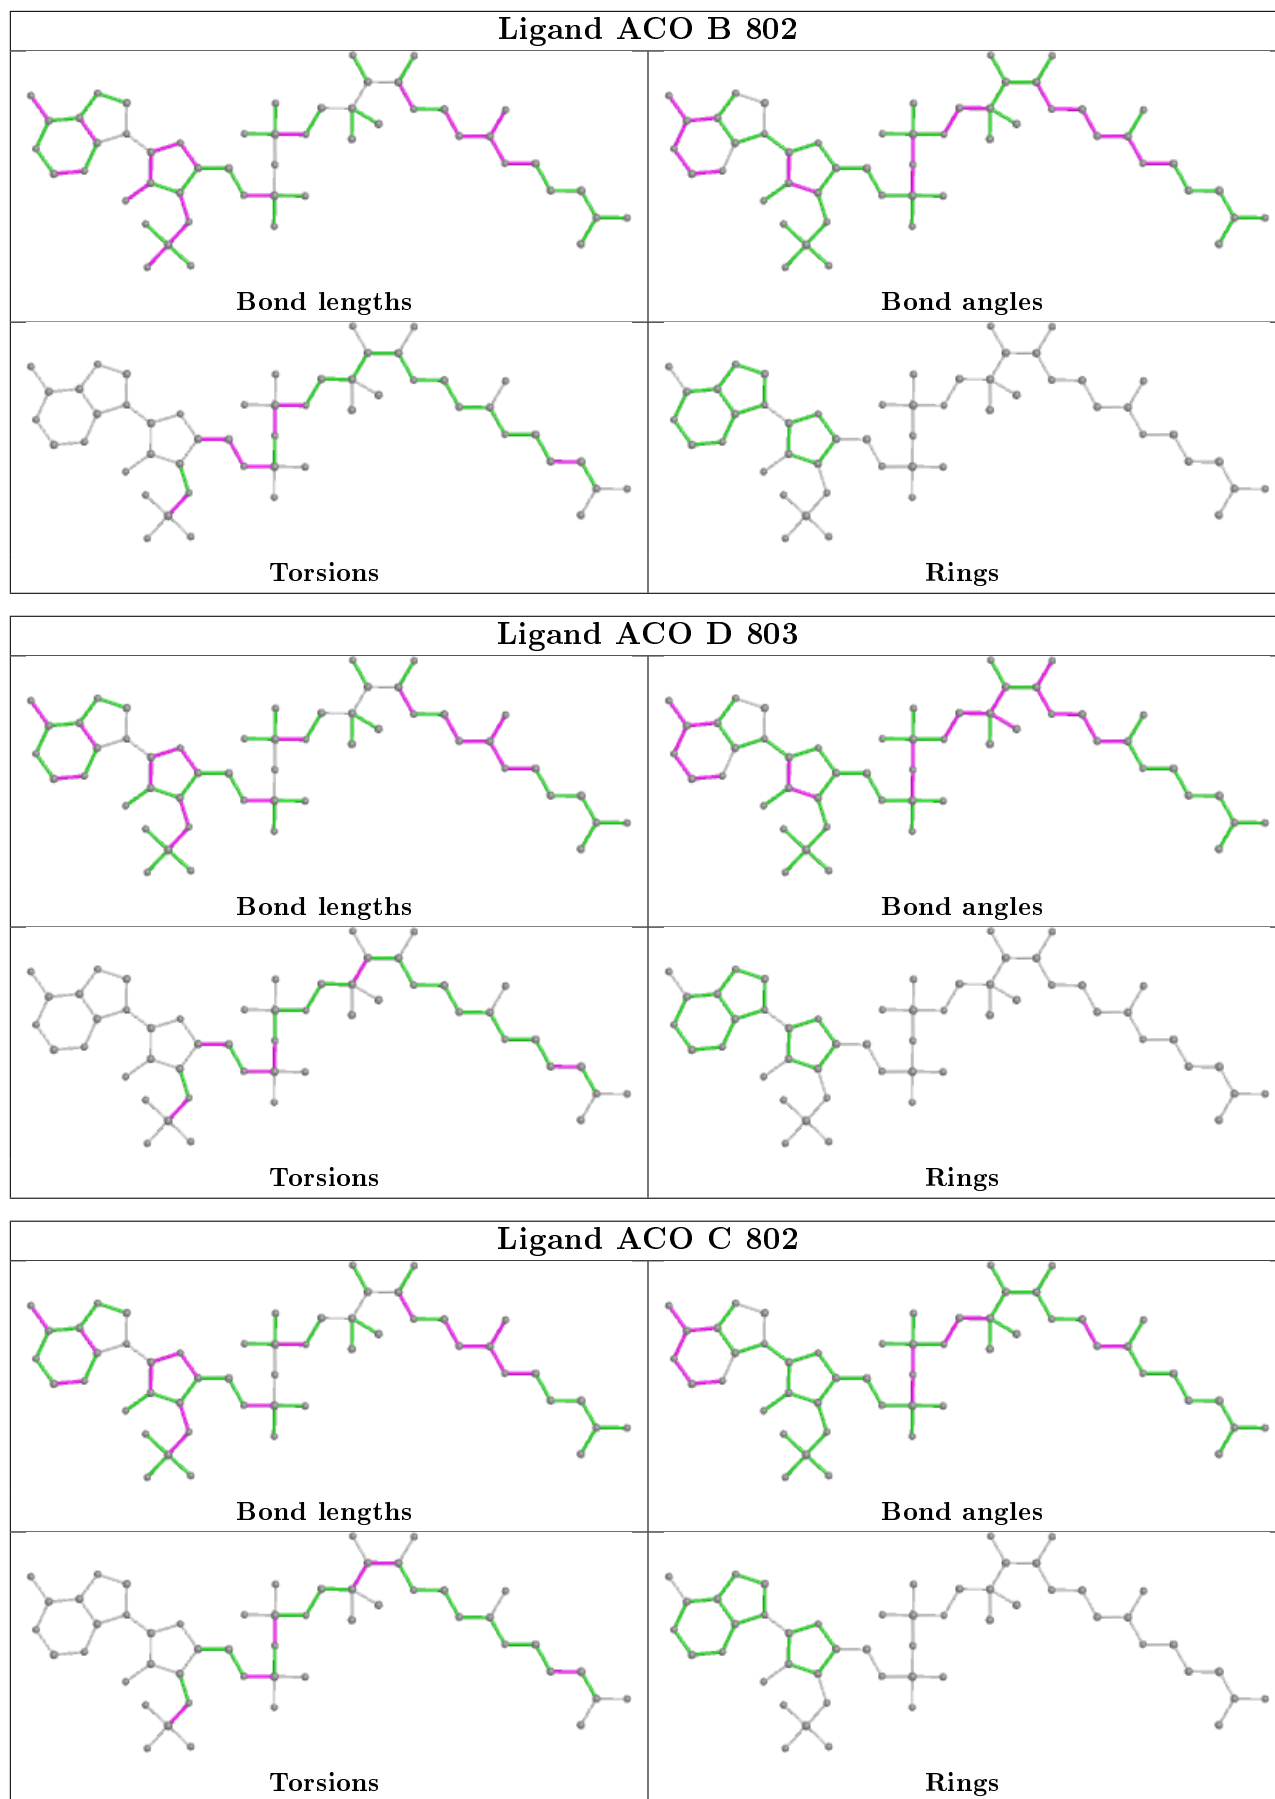 Ligand ACO B 802
Bond lengths
Bond angles
Torsions
Rings
Ligand ACO D 803
Bond lengths
Bond angles
Torsions
Rings
Ligand ACO C 802
Bond lengths
Bond angles
Torsions
Rings